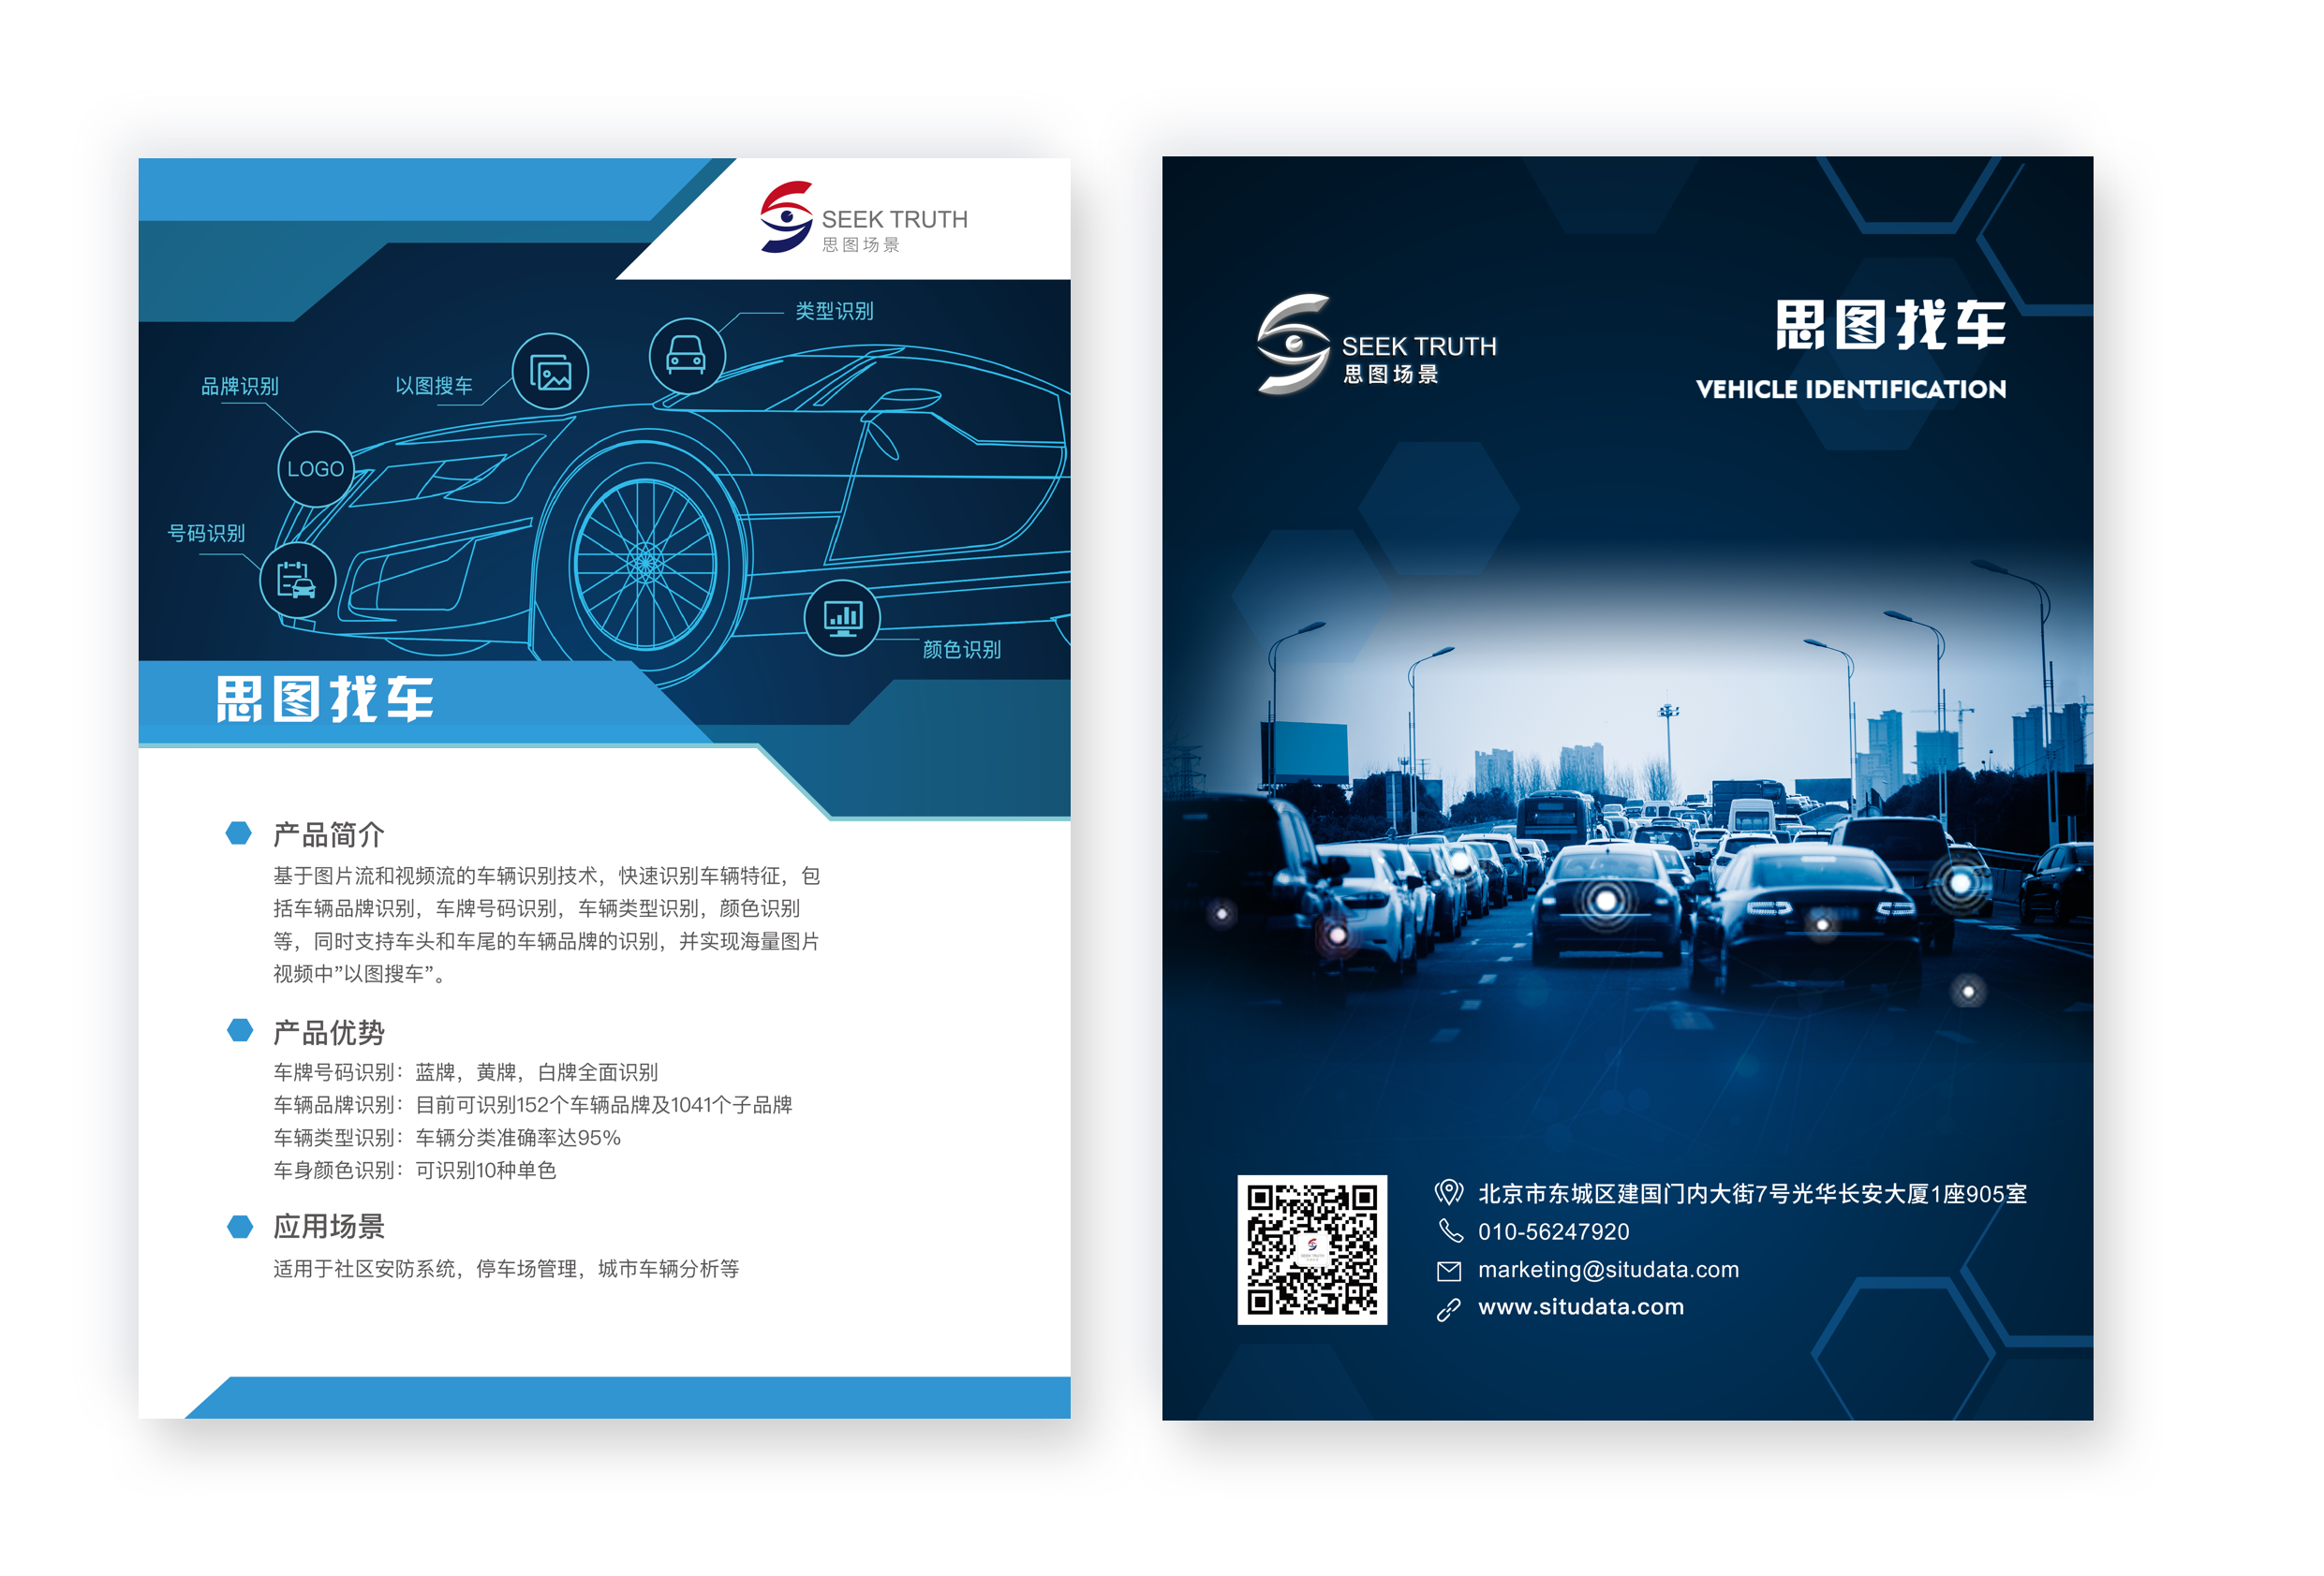 SEEK TRUTH
思图场景
类型识别
品牌识别
以图搜车
LOGO
号码识别
颜色识别
思图找车
产品简介
基于图片流和视频流的车辆识别技术，快速识别车辆特征，包
括车辆品牌识别，车牌号码识别，车辆类型识别，颜色识别
等，同时支持车头和车尾的车辆品牌的识别，并实现海量图片
视频中”以图搜车”。
产品优势
车牌号码识别：蓝牌，黄牌，白牌全面识别
车辆品牌识别：目前可识别152个车辆品牌及1041个子品牌
车辆类型识别：车辆分类准确率达95%
车身颜色识别：可识别10种单色
应用场景
适用于社区安防系统，停车场管理，城市车辆分析等
SEEK TRUTH
思图场景
思图找车
VEHICLE IDENTIFICATION
北京市东城区建国门内大街7号光华长安大厦1座905室
010-56247920
marketing@situdata.com
www.situdata.com